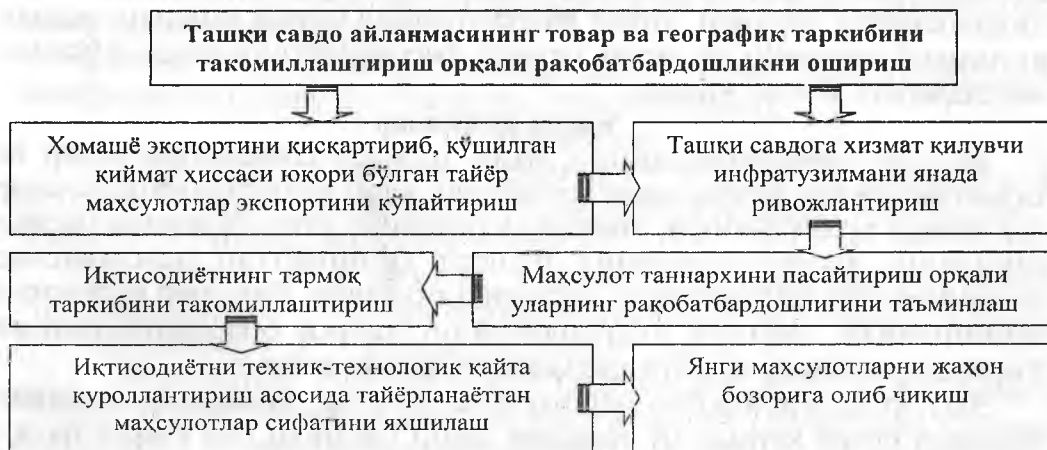 Ташқи савдо айланмасининг товар ва географик таркибини
такомиллаштириш орқали рақобатбардошликни ошириш
Хомашё экспортини қисқартириб, қўшилган
қиймат ҳиссаси юқори бўлган тайёр
маҳсулотлар экспортини кўпайтириш
Ташқи савдога хизмат қилувчи
инфратузилмани янада
ривожлантириш
Иқтисодиётнинг тармоқ
таркибини такомиллаштириш
Маҳсулот таннархини пасайтириш орқали
уларнинг рақобатбардошлигини таъминлаш
Иқтисодиётни техник-технологик қайта
қуроллантириш асосида тайёрланаётган
маҳсулотлар сифатини яхшилаш
Янги маҳсулотларни жаҳон
бозорига олиб чиқиш